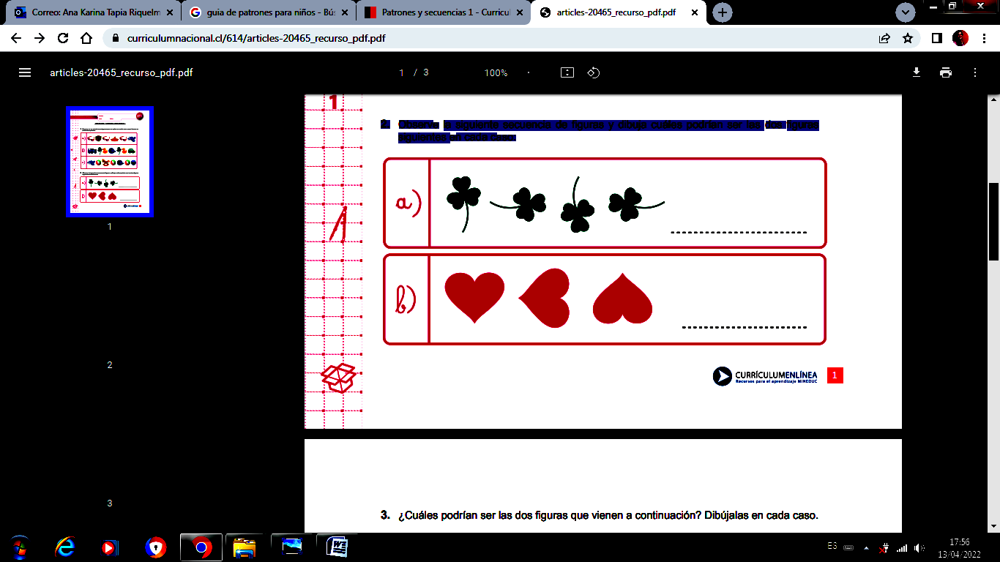 Correo: Ana Karina Tapia Riquelm
guia de patrones para niños - Bús
Patrones y secuencias 1 - Curricul
articles-20465_recurso_pdf.pdf
curriculumnacional.cl/614/articles-20465_recurso_pdf.pdf
articles-20465_recurso_pdf.pdf
1 / 3
100%
1
2. Observa la siguiente secuencia de figuras y dibuja cuáles podrían ser las dos figuras
siguientes en cada caso.
a)
b)
1
2
3
CURRÍCULUMENLÍNEA
Recursos para el aprendizaje MINEDUC
1
3. ¿Cuáles podrían ser las dos figuras que vienen a continuación? Dibújalas en cada caso.
ES
17:56
13/04/2022